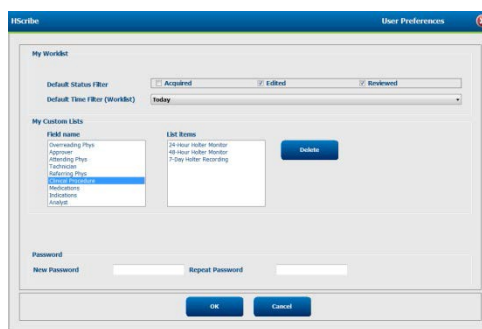 HScribe User Preferences
My Worklist
Default Status Filter Acquired Edited Reviewed
Default Time Filter (Worklist) Today
My Custom Lists
Field name List items
Overreading Phys 24-Hour Holter Monitor
Approver 48-Hour Holter Monitor
Attending Phys 7-Day Holter Recording
Technician
Referring Phys
Clinical Procedure
Medications
Indications
Analyst
Delete
Password
New Password Repeat Password
OK Cancel